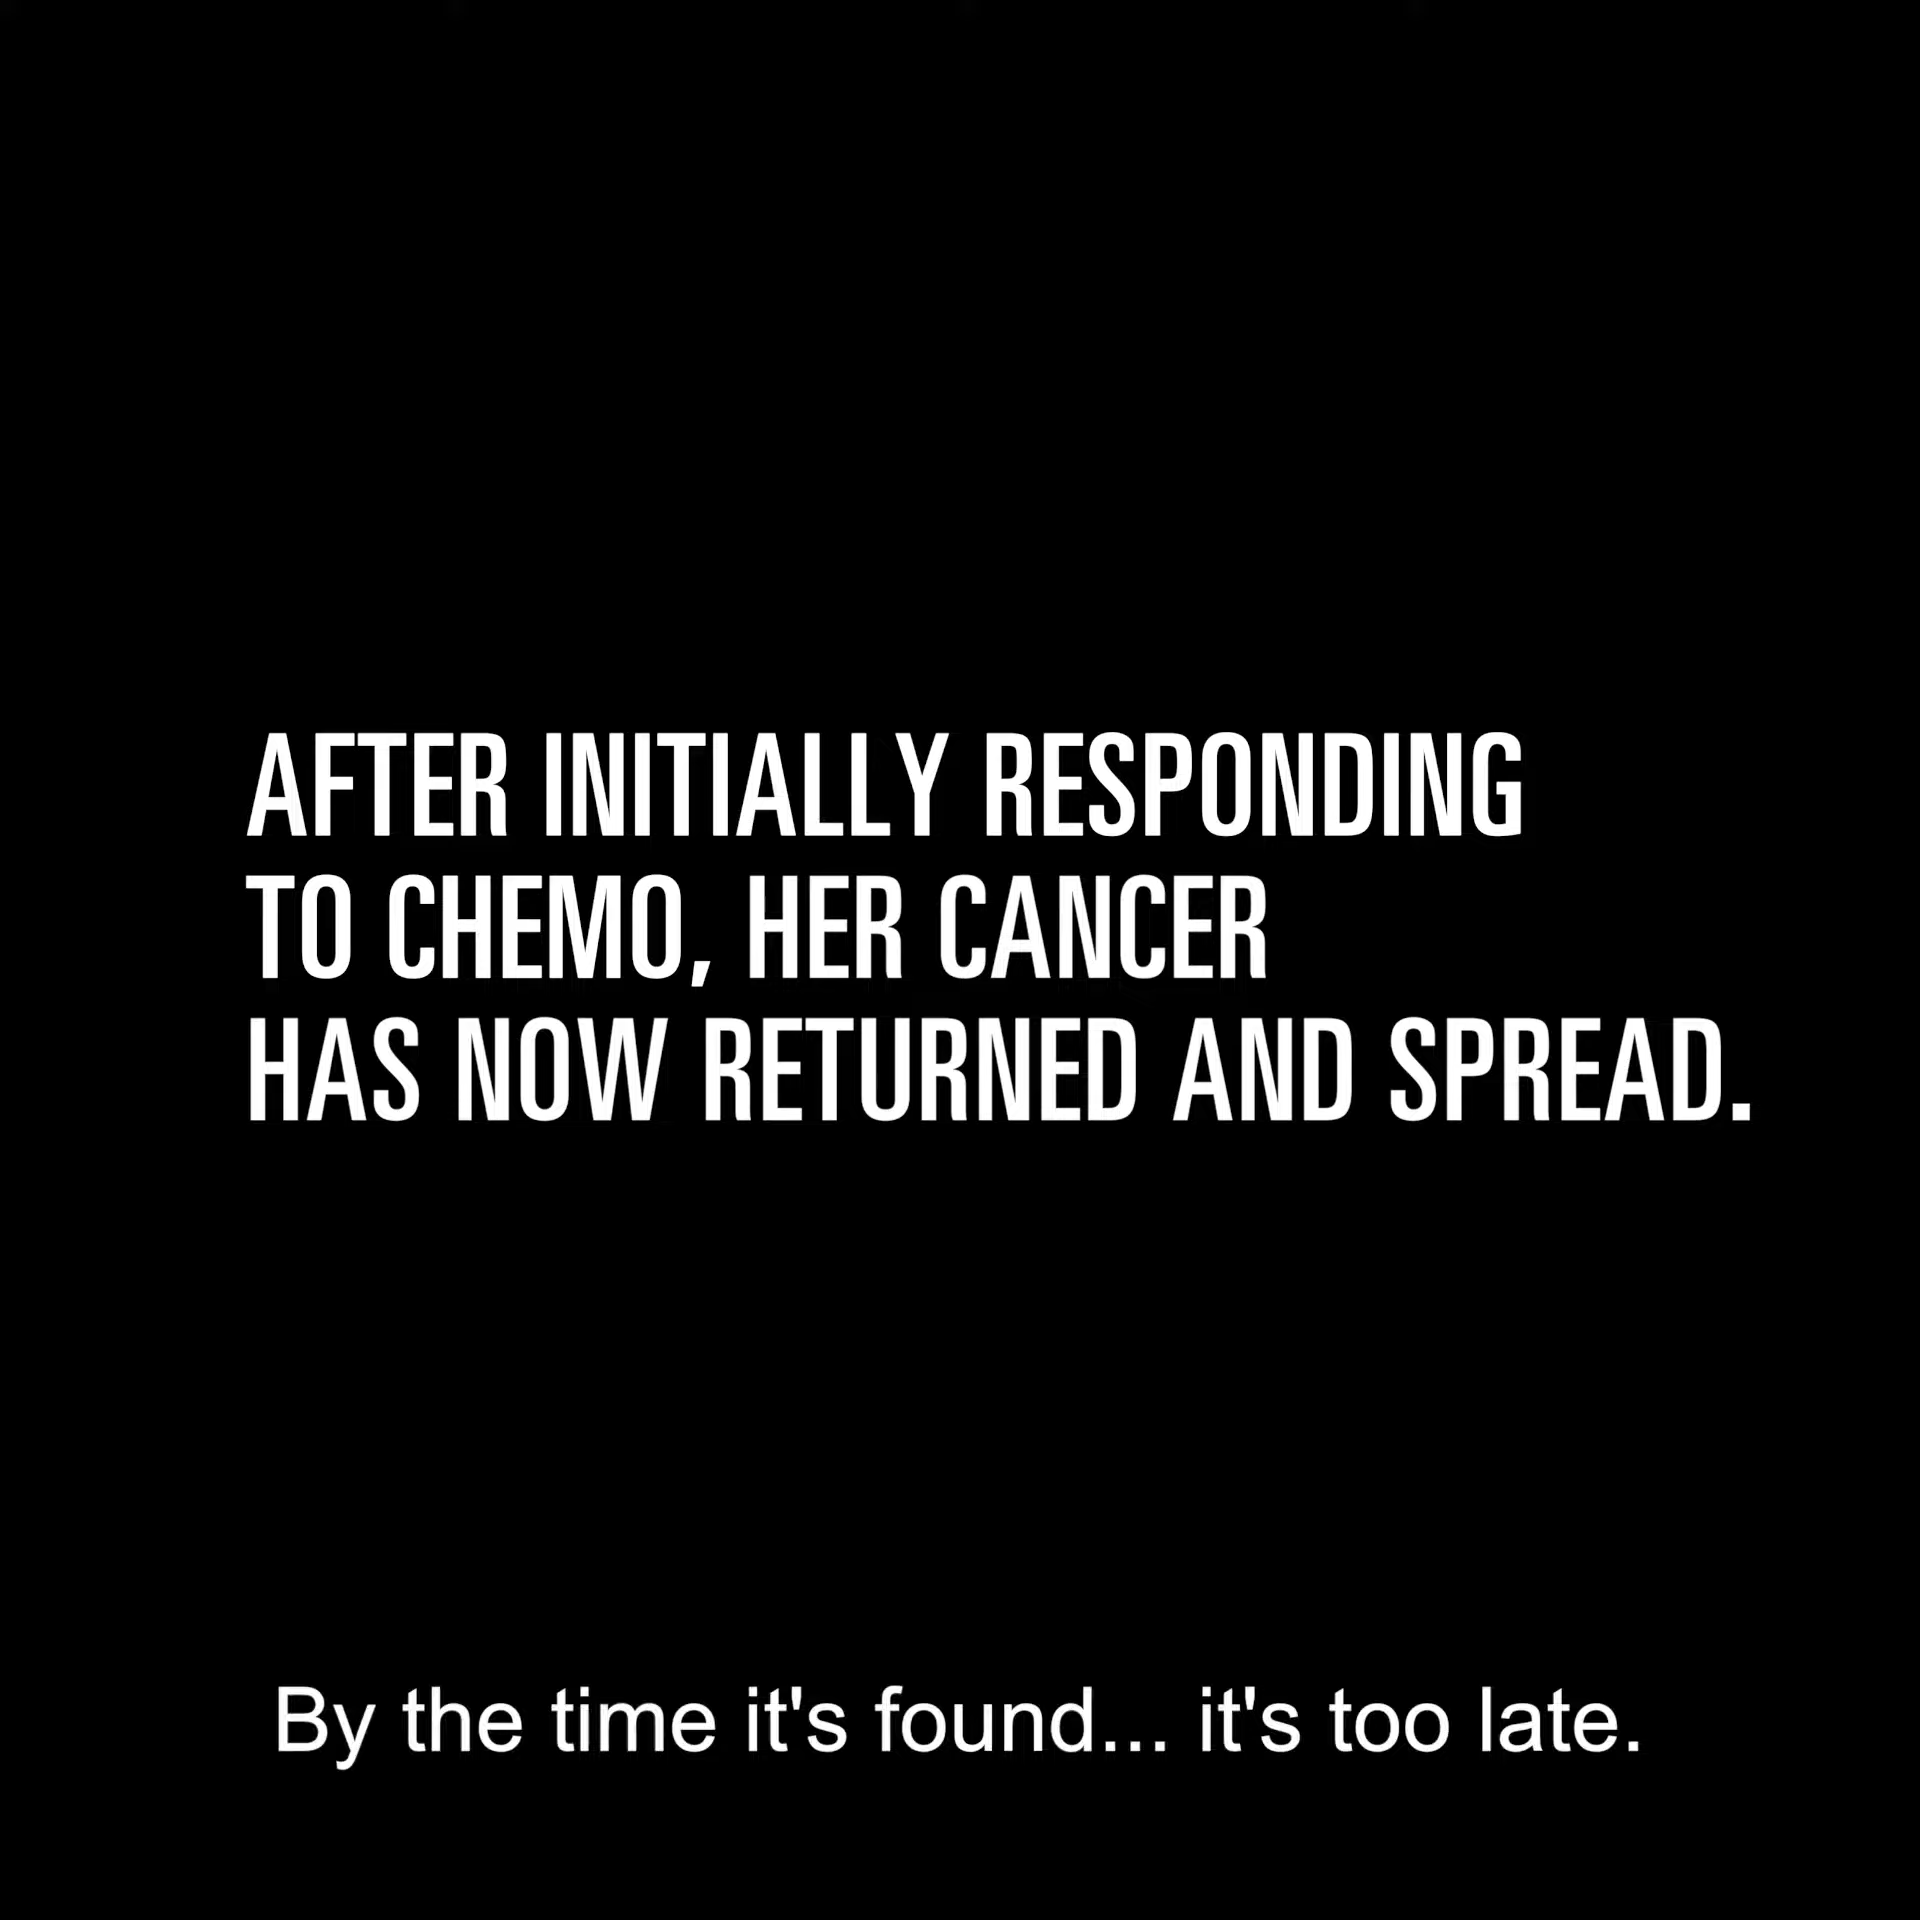 AFTER INITIALLY RESPONDING
TO CHEMO, HER CANCER
HAS NOW RETURNED AND SPREAD.
By the time it's found... it's too late.